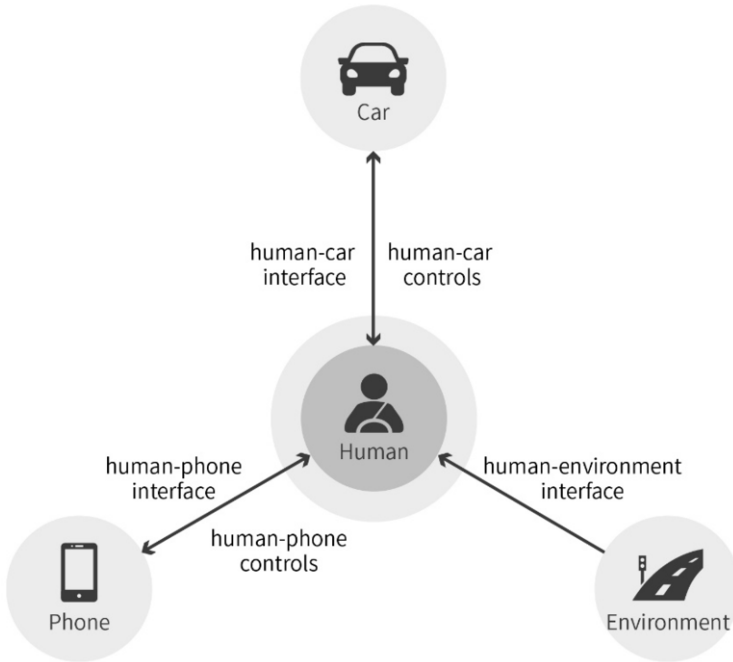 Car
human-car
interface
human-car
controls
Human
human-phone
interface
human-environment
interface
human-phone
controls
Phone
Environment